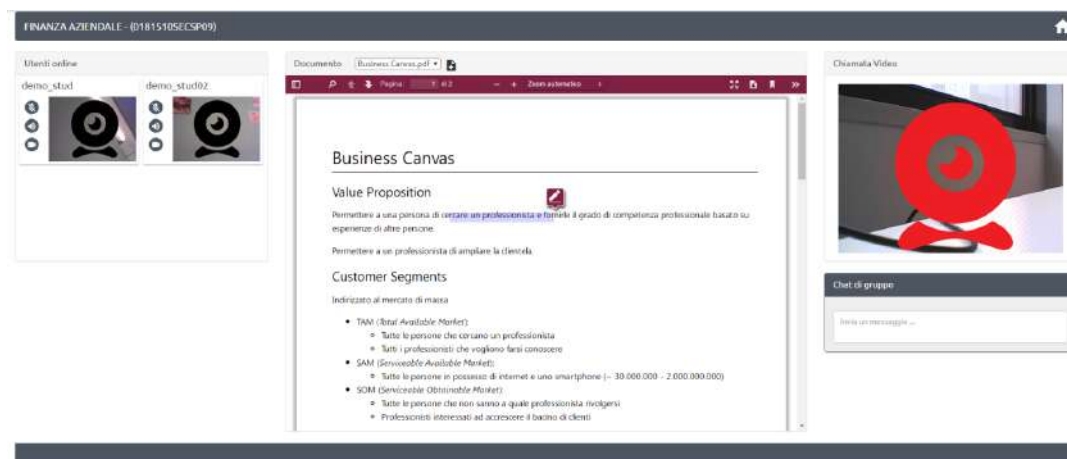 FINANZA AZIENDALE - (0181510SECSP09)
Utenti online
demo_stud
demo_stud02
Documento
Business Canvas.pdf
Pagina:
Zoom automatico
Business Canvas
Value Proposition
Permettere a una persona di cercare un professionista e fornirle il grado di competenza professionale basato su
esperienze di altre persone.
Permettere a un professionista di ampliare la clientela.
Customer Segments
Indirizzato al mercato di massa
TAM (Total Available Market):
Tutte le persone che cercano un professionista
Tutti i professionisti che vogliono farsi conoscere
SAM (Serviceable Available Market):
Tutte le persone in possesso di internet e uno smartphone (~ 30.000.000 - 2.000.000.000)
SOM (Serviceable Obtainable Market)
Tutte le persone che non sanno a quale professionista rivolgersi
Professionisti interessati ad accrescere il bacino di clienti
Chiamata Video
Chat di gruppo
Invia un messaggio ...